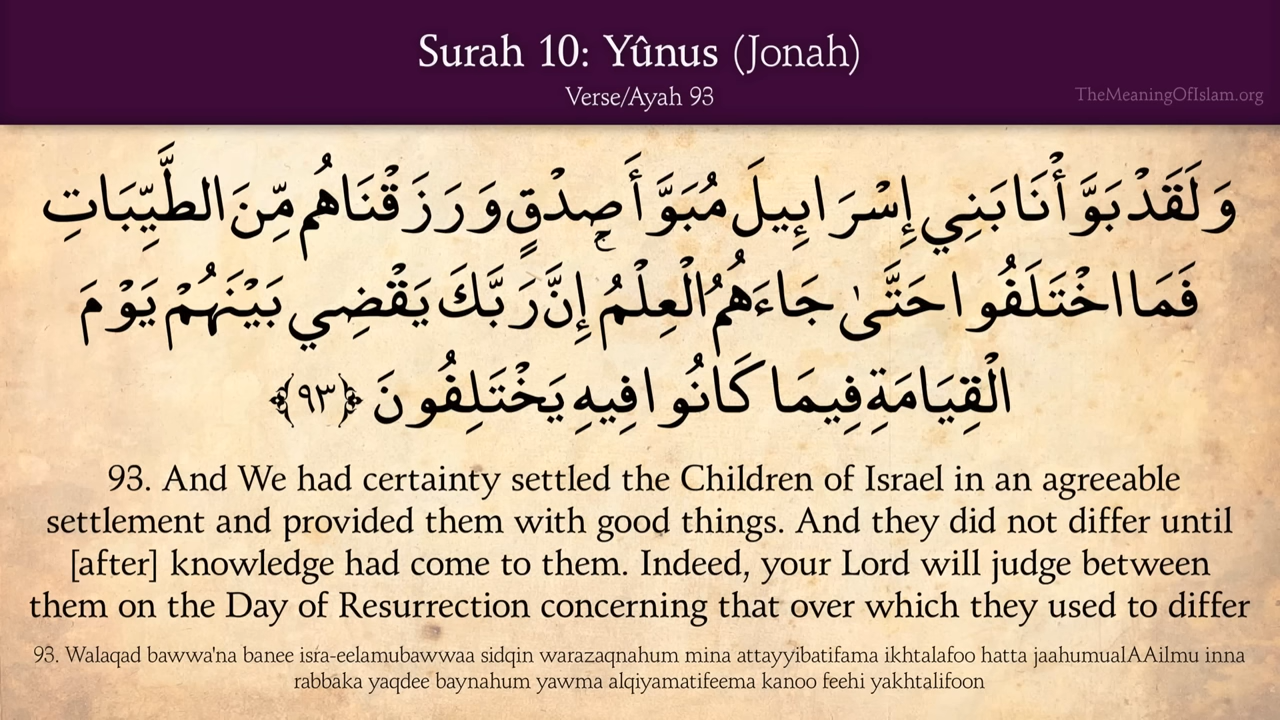 Surah 10: Yûnus (Jonah)
Verse/Ayah 93
TheMeaningOfIslam.org
وَلَقَدْ بَوَّأْنَا بَنِي إِسْرَابِيلَ مُبَوَّأَ صِدْقٍ وَرَزَقْنَاهُم مِّنَ الطَّيِّبَاتِ
فَمَا اخْتَلَفُوا حَتَّىٰ جَاءَهُمُ الْعِلْمُ ۚ إِنَّ رَبَّكَ يَقْضِي بَيْنَهُمْ يَوْمَ
الْقِيَامَةِ فِيمَا كَانُوا فِيهِ يَخْتَلِفُونَ ﴿٩٣﴾
93. And We had certainty settled the Children of Israel in an agreeable
settlement and provided them with good things. And they did not differ until
[after] knowledge had come to them. Indeed, your Lord will judge between
them on the Day of Resurrection concerning that over which they used to differ
93. Walaqad bawwa'na banee isra-eelamubawwaa sidqin warazaqnahum mina attayyibatifama ikhtalafoo hatta jaahumualAAilmu inna
rabbaka yaqdee baynahum yawma alqiyamatifeema kanoo feehi yakhtalifoon